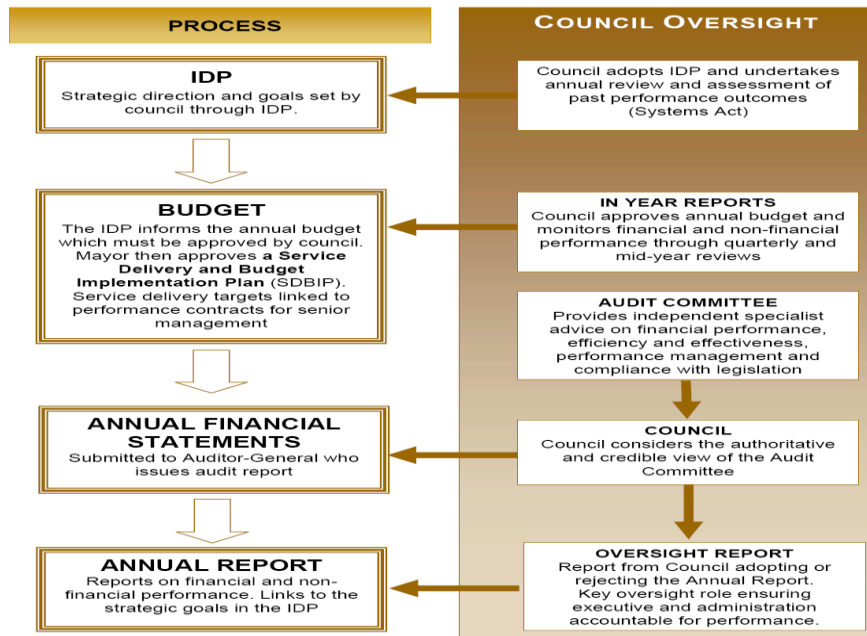 PROCESS
IDP
Strategic direction and goals set by
council through IDP.
BUDGET
The IDP informs the annual budget
which must be approved by council.
Mayor then approves a Service
Delivery and Budget
Implementation Plan (SDBIP).
Service delivery targets linked to
performance contracts for senior
management
ANNUAL FINANCIAL
STATEMENTS
Submitted to Auditor-General who
issues audit report
ANNUAL REPORT
Reports on financial and non-
financial performance. Links to the
strategic goals in the IDP
COUNCIL OVERSIGHT
Council adopts IDP and undertakes
annual review and assessment of
past performance outcomes
(Systems Act)
IN YEAR REPORTS
Council approves annual budget and
monitors financial and non-financial
performance through quarterly and
mid-year reviews
AUDIT COMMITTEE
Provides independent specialist
advice on financial performance,
efficiency and effectiveness,
performance management and
compliance with legislation
COUNCIL
Council considers the authoritative
and credible view of the Audit
Committee
OVERSIGHT REPORT
Report from Council adopting or
rejecting the Annual Report.
Key oversight role ensuring
executive and administration
accountable for performance.